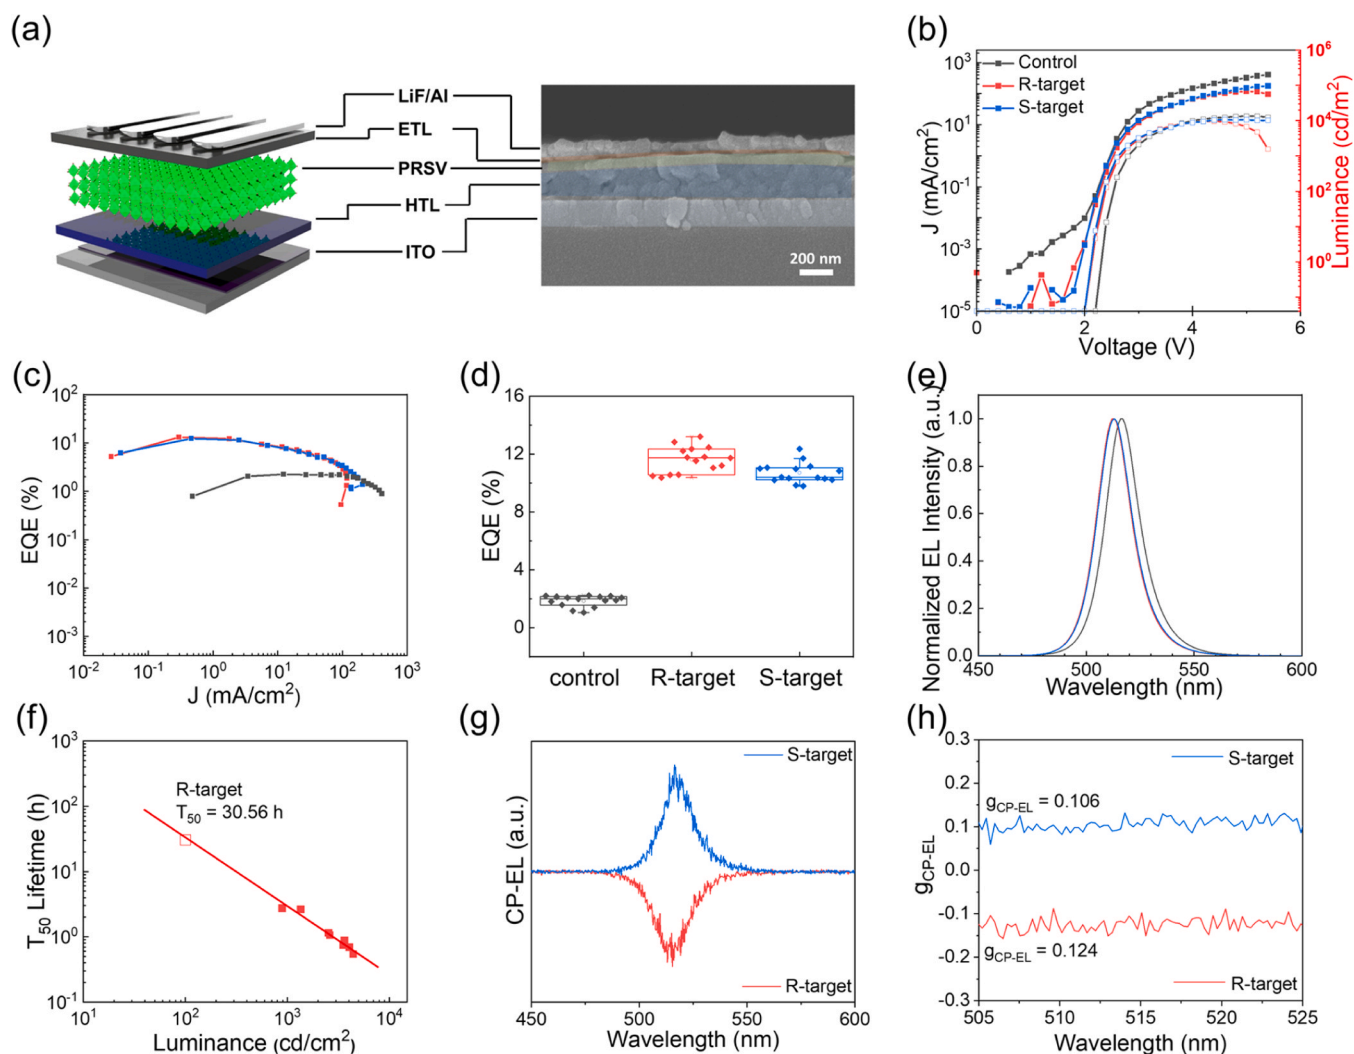 (a)
LiF/Al
ETL
PRSV
HTL
ITO
200 nm
(b)
Control
R-target
S-target
J (mA/cm²)
10³
10¹
10⁻¹
10⁻³
10⁻⁵
0
2
4
6
Voltage (V)
10⁶
10⁴
10²
10⁰
Luminance (cd/m²)
(c)
EQE (%)
10²
10¹
10⁰
10⁻¹
10⁻²
10⁻³
10⁻²
10⁻¹
10⁰
10¹
10²
10³
J (mA/cm²)
(d)
EQE (%)
16
12
8
4
0
control
R-target
S-target
(e)
Normalized EL Intensity (a.u.)
1.0
0.8
0.6
0.4
0.2
0.0
450
500
550
600
Wavelength (nm)
(f)
T₅₀ Lifetime (h)
10³
10²
10¹
10⁰
10⁻¹
R-target
T₅₀ = 30.56 h
10¹
10²
10³
10⁴
Luminance (cd/cm²)
(g)
CP-EL (a.u.)
S-target
R-target
450
500
550
600
Wavelength (nm)
(h)
g_CP-EL
0.3
0.2
0.1
0.0
-0.1
-0.2
-0.3
S-target
g_CP-EL = 0.106
g_CP-EL = 0.124
R-target
505
510
515
520
525
Wavelength (nm)